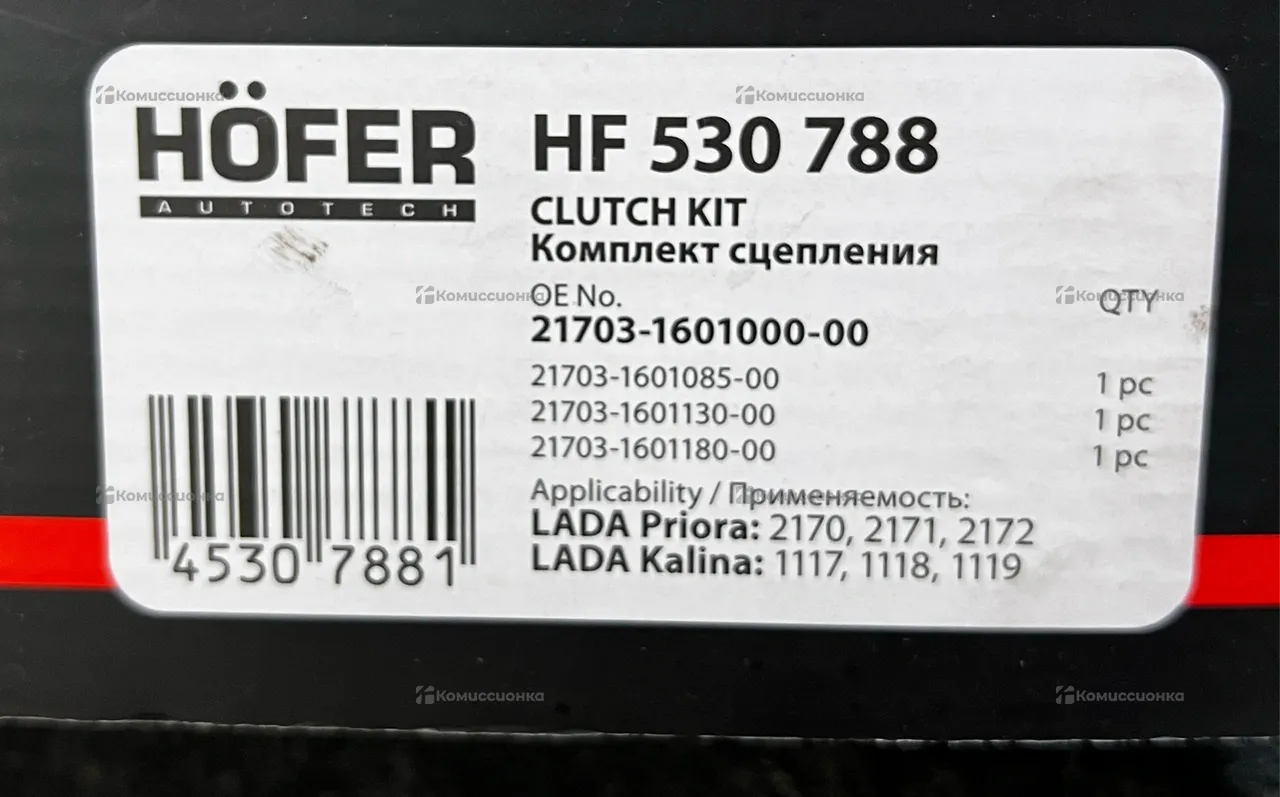 HÖFER
AUTOTECH
HF 530 788
CLUTCH KIT
Комплект сцепления
OE No. QTY
21703-1601000-00
21703-1601085-00 1 pc
21703-1601130-00 1 pc
21703-1601180-00 1 pc
Applicability / Применяемость:
LADA Priora: 2170, 2171, 2172
LADA Kalina: 1117, 1118, 1119
4530 7881
Комиссионка
Комиссионка
Комиссионка
Комиссионка
Комиссионка
Комиссионка
Комиссионка
Комиссионка